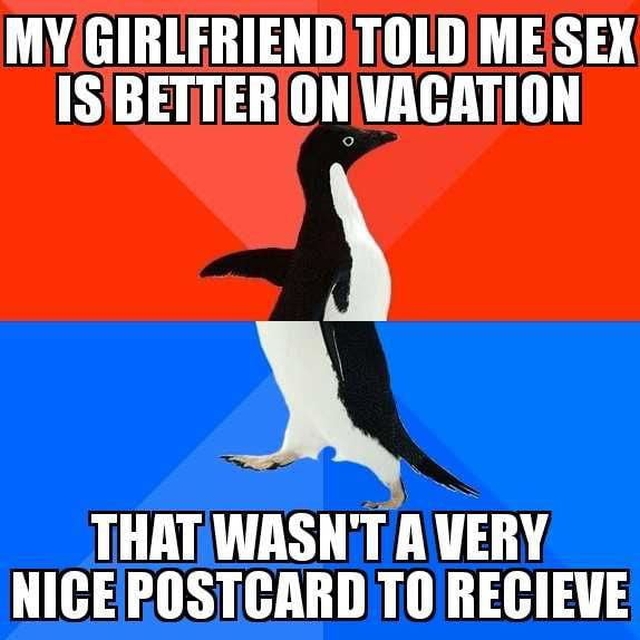 MY GIRLFRIEND TOLD ME SEX
IS BETTER ON VACATION
THAT WASN'T A VERY
NICE POSTCARD TO RECIEVE